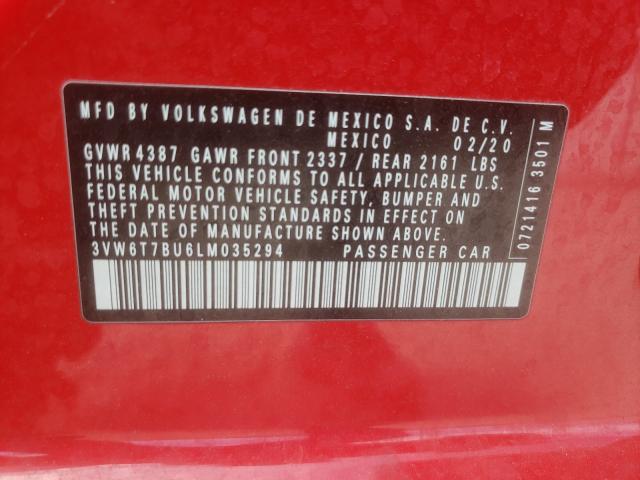 MFD BY VOLKSWAGEN DE MEXICO S.A. DE C.V.
MEXICO 02/20
GVWR 4387 GAWR FRONT 2337 / REAR 2161 LBS
THIS VEHICLE CONFORMS TO ALL APPLICABLE U.S.
FEDERAL MOTOR VEHICLE SAFETY, BUMPER AND
THEFT PREVENTION STANDARDS IN EFFECT ON
THE DATE OF MANUFACTURE SHOWN ABOVE.
3VW6T7BU6LM035294 PASSENGER CAR
0721416 3501 M